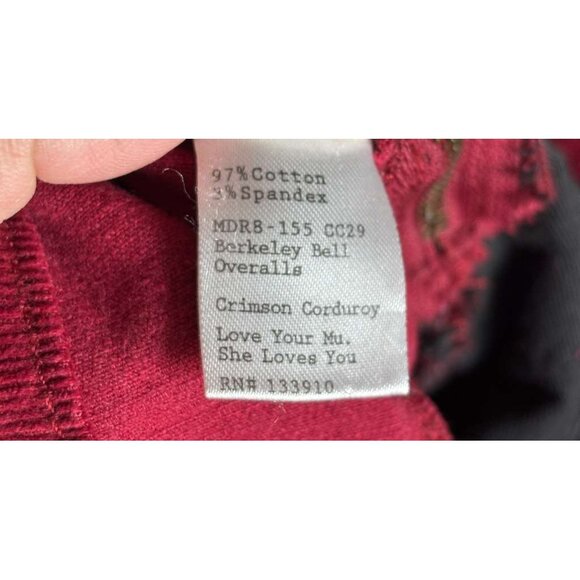 97%Cotton
3%Spandex
MDR8-155 CC29
Berkeley Bell
Overalls
Crimson Corduroy
Love Your Mu.
She Loves You
RN# 133910